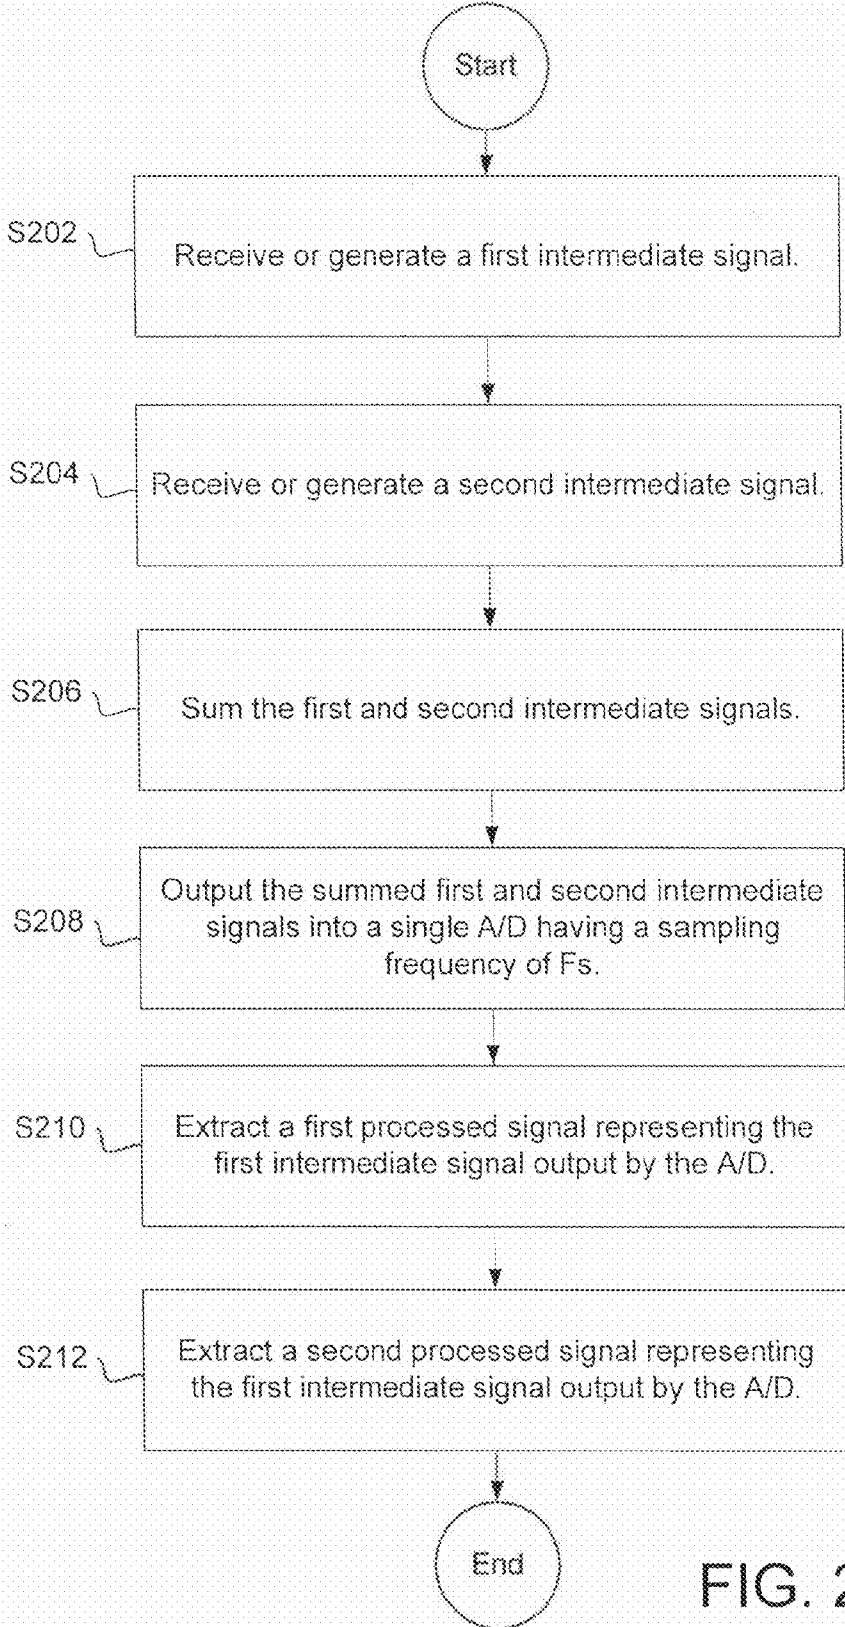 Start
S202
Receive or generate a first intermediate signal.
S204
Receive or generate a second intermediate signal.
S206
Sum the first and second intermediate signals.
S208
Output the summed first and second intermediate
signals into a single A/D having a sampling
frequency of Fs.
S210
Extract a first processed signal representing the
first intermediate signal output by the A/D.
S212
Extract a second processed signal representing
the first intermediate signal output by the A/D.
End
FIG. 2